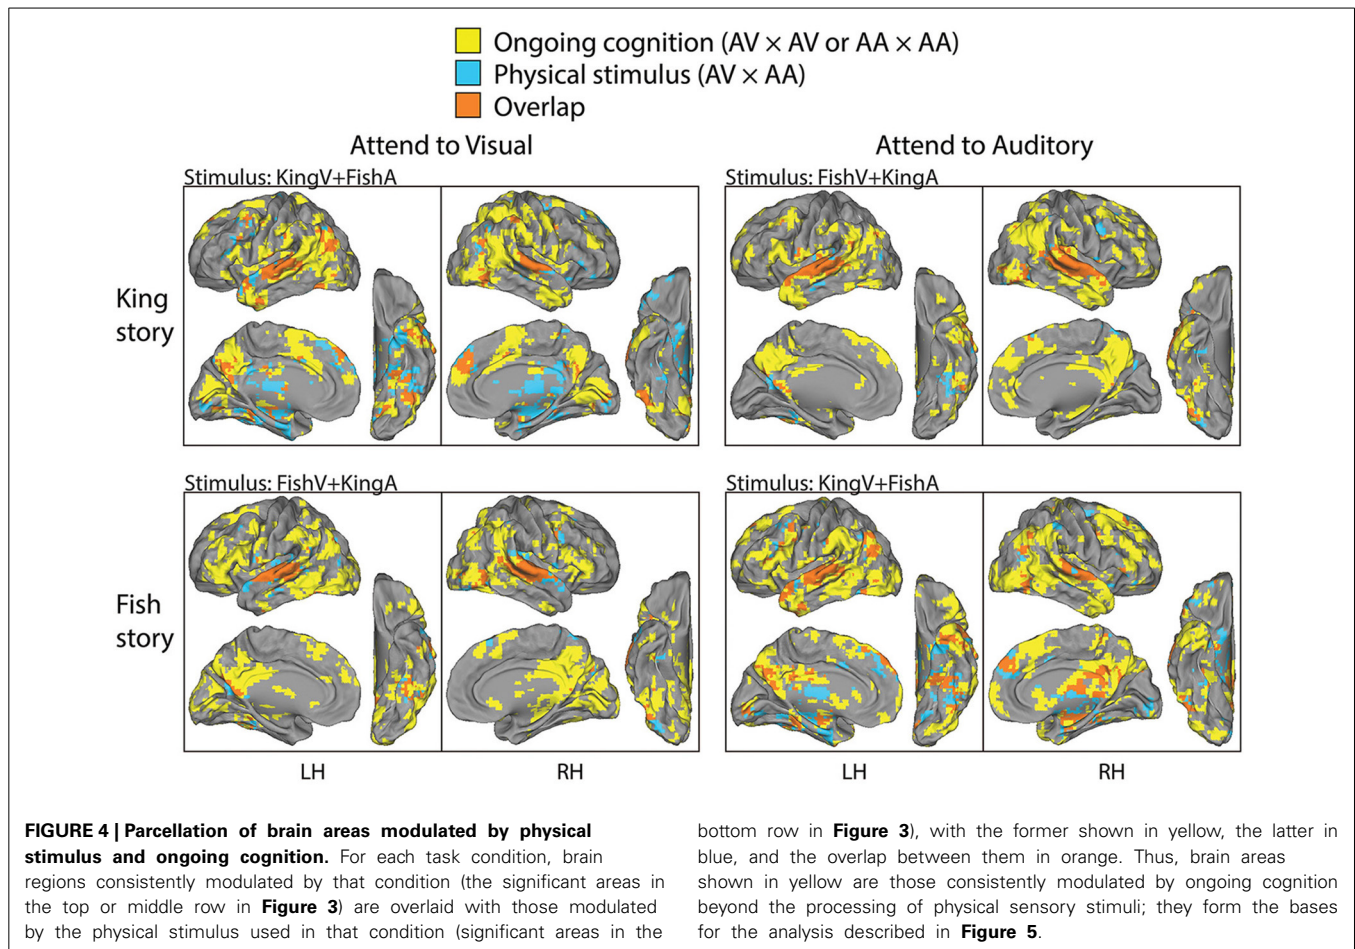 Ongoing cognition (AV × AV or AA × AA)
Physical stimulus (AV × AA)
Overlap
Attend to Visual
Attend to Auditory
Stimulus: KingV+FishA
Stimulus: FishV+KingA
King
story
Stimulus: FishV+KingA
Stimulus: KingV+FishA
Fish
story
LH
RH
LH
RH
FIGURE 4 | Parcellation of brain areas modulated by physical
stimulus and ongoing cognition. For each task condition, brain
regions consistently modulated by that condition (the significant areas in
the top or middle row in Figure 3) are overlaid with those modulated
by the physical stimulus used in that condition (significant areas in the
bottom row in Figure 3), with the former shown in yellow, the latter in
blue, and the overlap between them in orange. Thus, brain areas
shown in yellow are those consistently modulated by ongoing cognition
beyond the processing of physical sensory stimuli; they form the bases
for the analysis described in Figure 5.